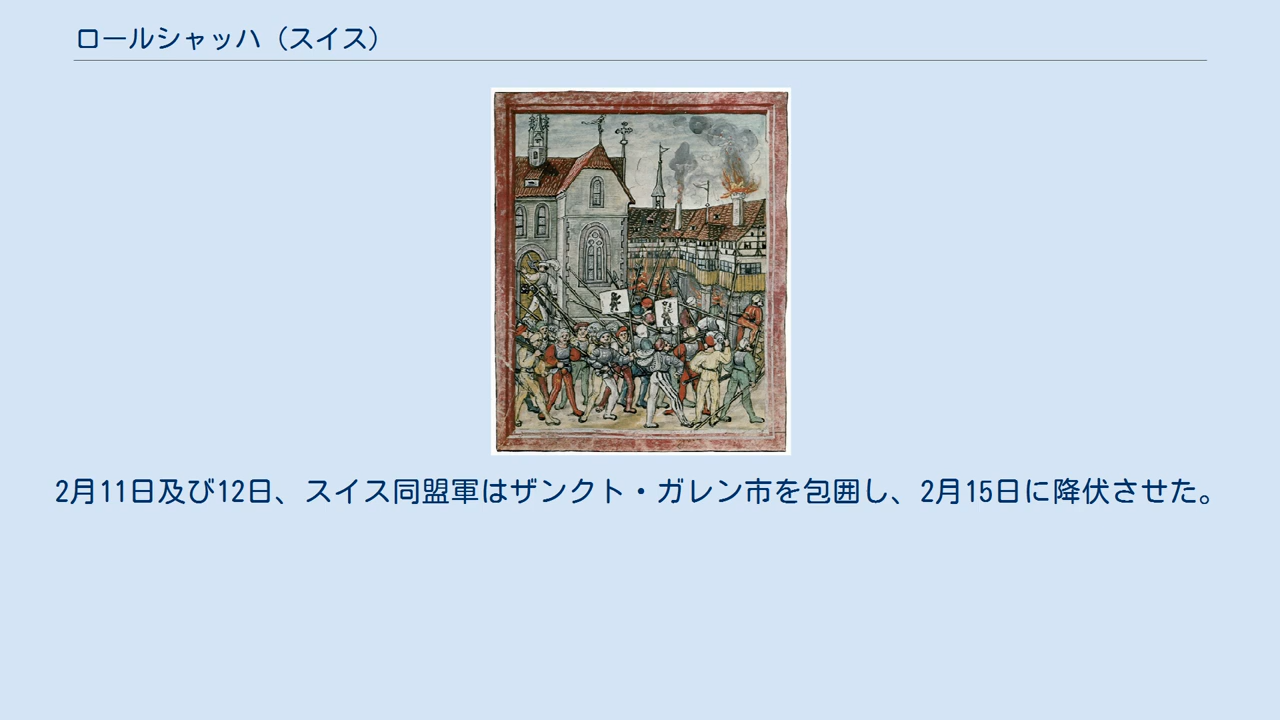 ロールシャッハ（スイス）
2月11日及び12日、スイス同盟軍はザンクト・ガレン市を包囲し、2月15日に降伏させた。